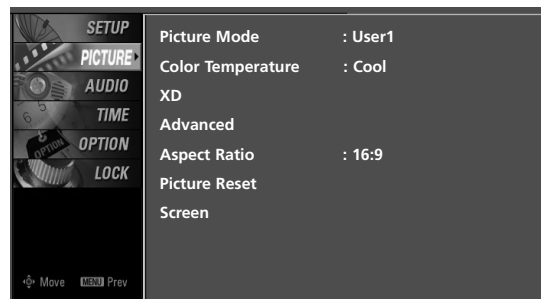 SETUP
PICTURE
AUDIO
TIME
OPTION
LOCK
Move MENU Prev
Picture Mode : User1
Color Temperature : Cool
XD
Advanced
Aspect Ratio : 16:9
Picture Reset
Screen